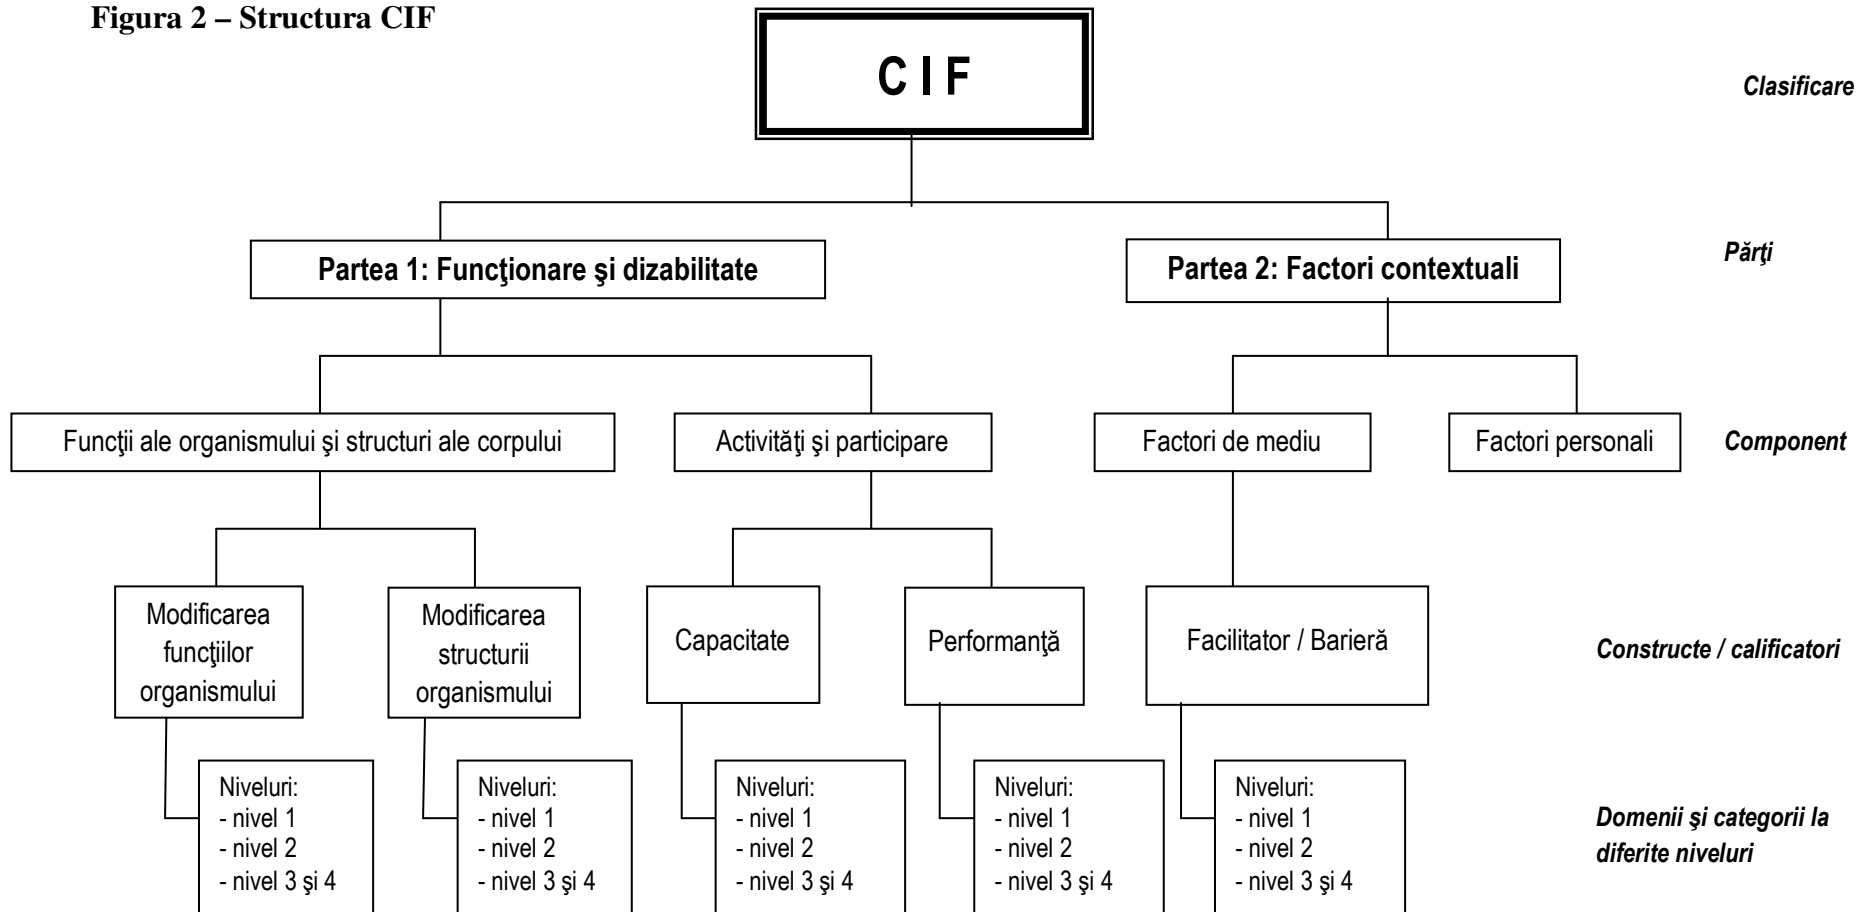 Figura 2 – Structura CIF
C I F
Clasificare
Partea 1: Funcţionare şi dizabilitate
Partea 2: Factori contextuali
Părţi
Funcţii ale organismului şi structuri ale corpului
Activităţi şi participare
Factori de mediu
Factori personali
Component
Modificarea
funcţiilor
organismului
Modificarea
structurii
organismului
Capacitate
Performanţă
Facilitator / Barieră
Constructe / calificatori
Niveluri:
- nivel 1
- nivel 2
- nivel 3 şi 4
Niveluri:
- nivel 1
- nivel 2
- nivel 3 şi 4
Niveluri:
- nivel 1
- nivel 2
- nivel 3 şi 4
Niveluri:
- nivel 1
- nivel 2
- nivel 3 şi 4
Niveluri:
- nivel 1
- nivel 2
- nivel 3 şi 4
Domenii şi categorii la
diferite niveluri